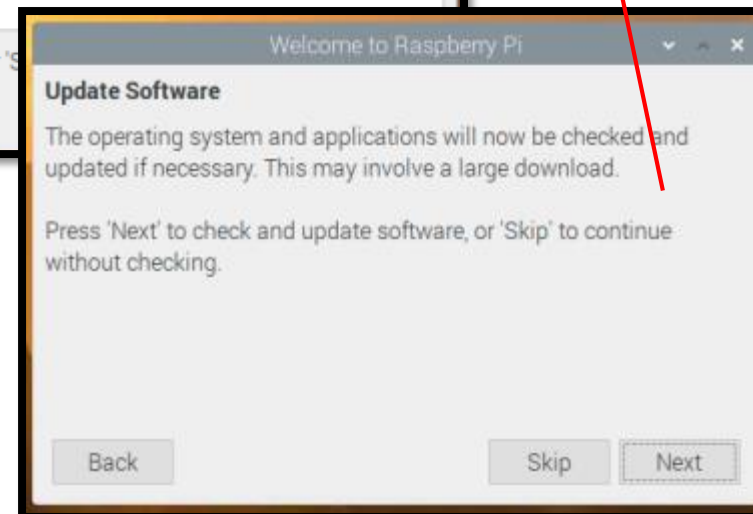 'S
Welcome to Raspberry Pi
Update Software
The operating system and applications will now be checked and
updated if necessary. This may involve a large download.
Press 'Next' to check and update software, or 'Skip' to continue
without checking.
Back
Skip
Next